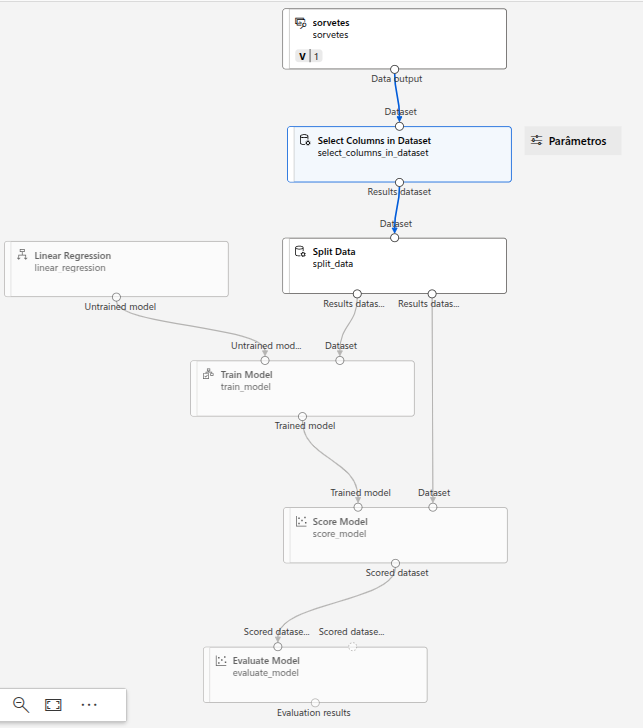 sorvetes
sorvetes
V | 1
Data output
Dataset
Select Columns in Dataset
select_columns_in_dataset
Parâmetros
Results dataset
Dataset
Split Data
split_data
Linear Regression
linear_regression
Untrained model
Results datas...
Results datas...
Untrained mod...
Dataset
Train Model
train_model
Trained model
Trained model
Dataset
Score Model
score_model
Scored dataset
Scored datase...
Scored datase...
Evaluate Model
evaluate_model
Evaluation results